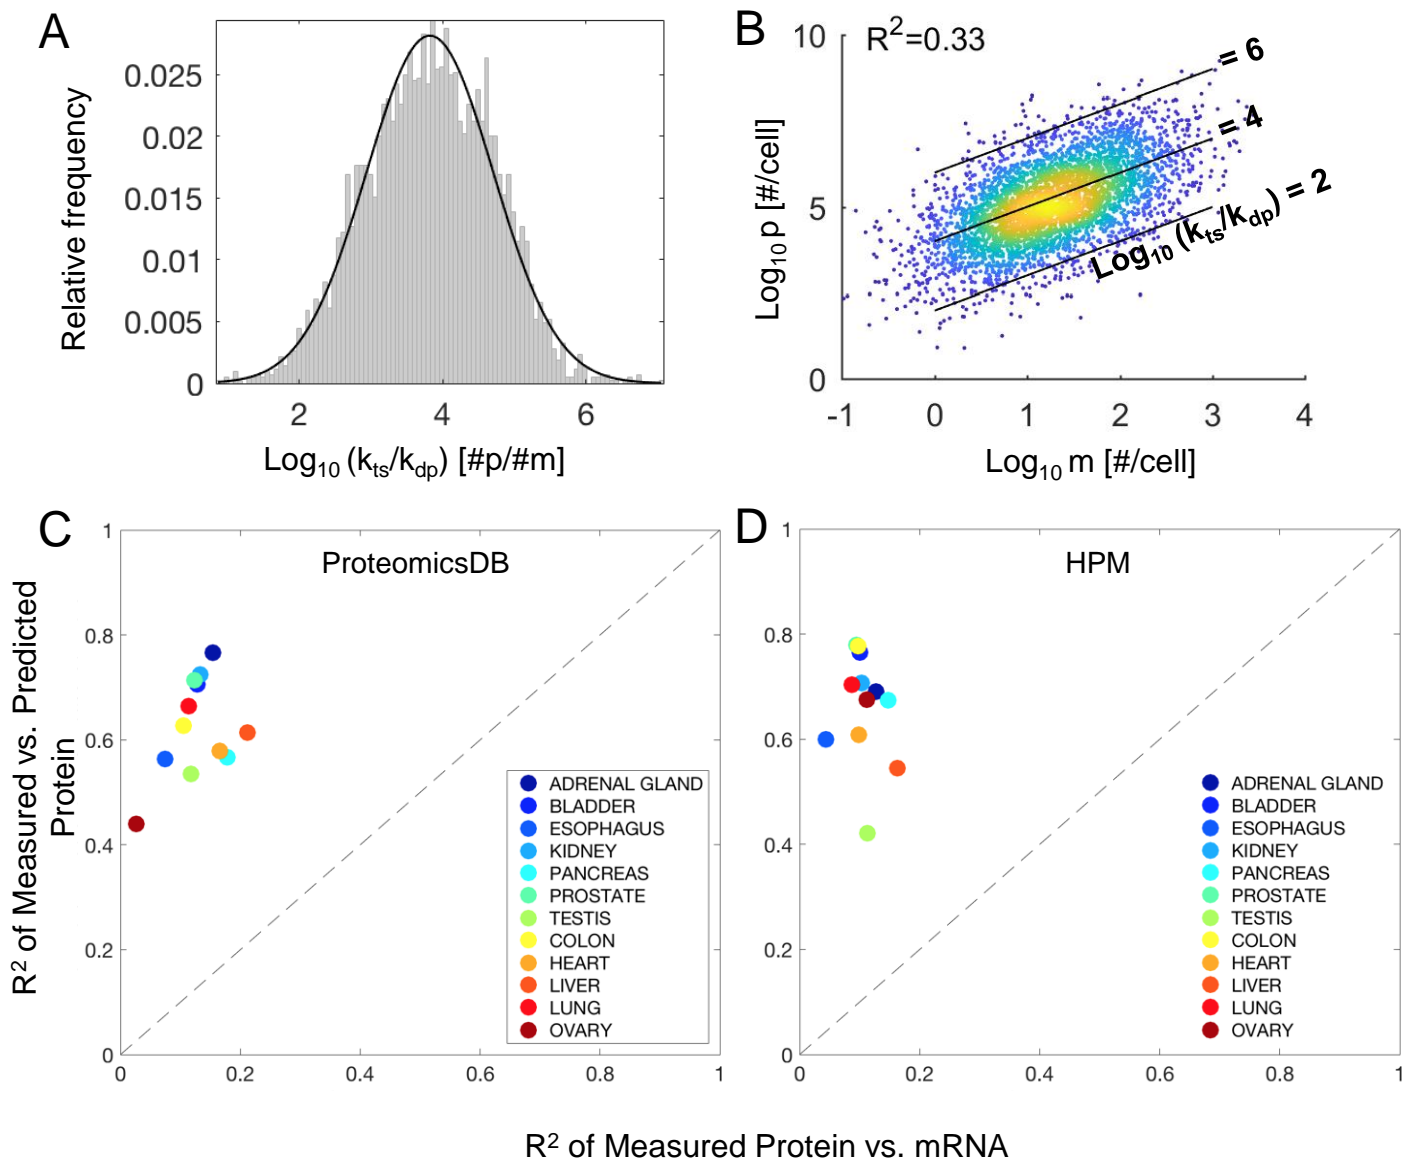 A
Relative frequency
0.025
0.02
0.015
0.01
0.005
0
2
4
6
Log10 (kts/kdp) [#p/#m]
B
R2=0.33
Log10 p [#/cell]
10
5
0
-1
0
1
2
3
4
Log10 m [#/cell]
= 6
= 4
Log10 (kts/kdp) = 2
C
ProteomicsDB
R2 of Measured vs. Predicted
Protein
1
0.8
0.6
0.4
0.2
0
0
0.2
0.4
0.6
0.8
1
ADRENAL GLAND
BLADDER
ESOPHAGUS
KIDNEY
PANCREAS
PROSTATE
TESTIS
COLON
HEART
LIVER
LUNG
OVARY
D
HPM
1
0.8
0.6
0.4
0.2
0
0
0.2
0.4
0.6
0.8
1
ADRENAL GLAND
BLADDER
ESOPHAGUS
KIDNEY
PANCREAS
PROSTATE
TESTIS
COLON
HEART
LIVER
LUNG
OVARY
R2 of Measured Protein vs. mRNA